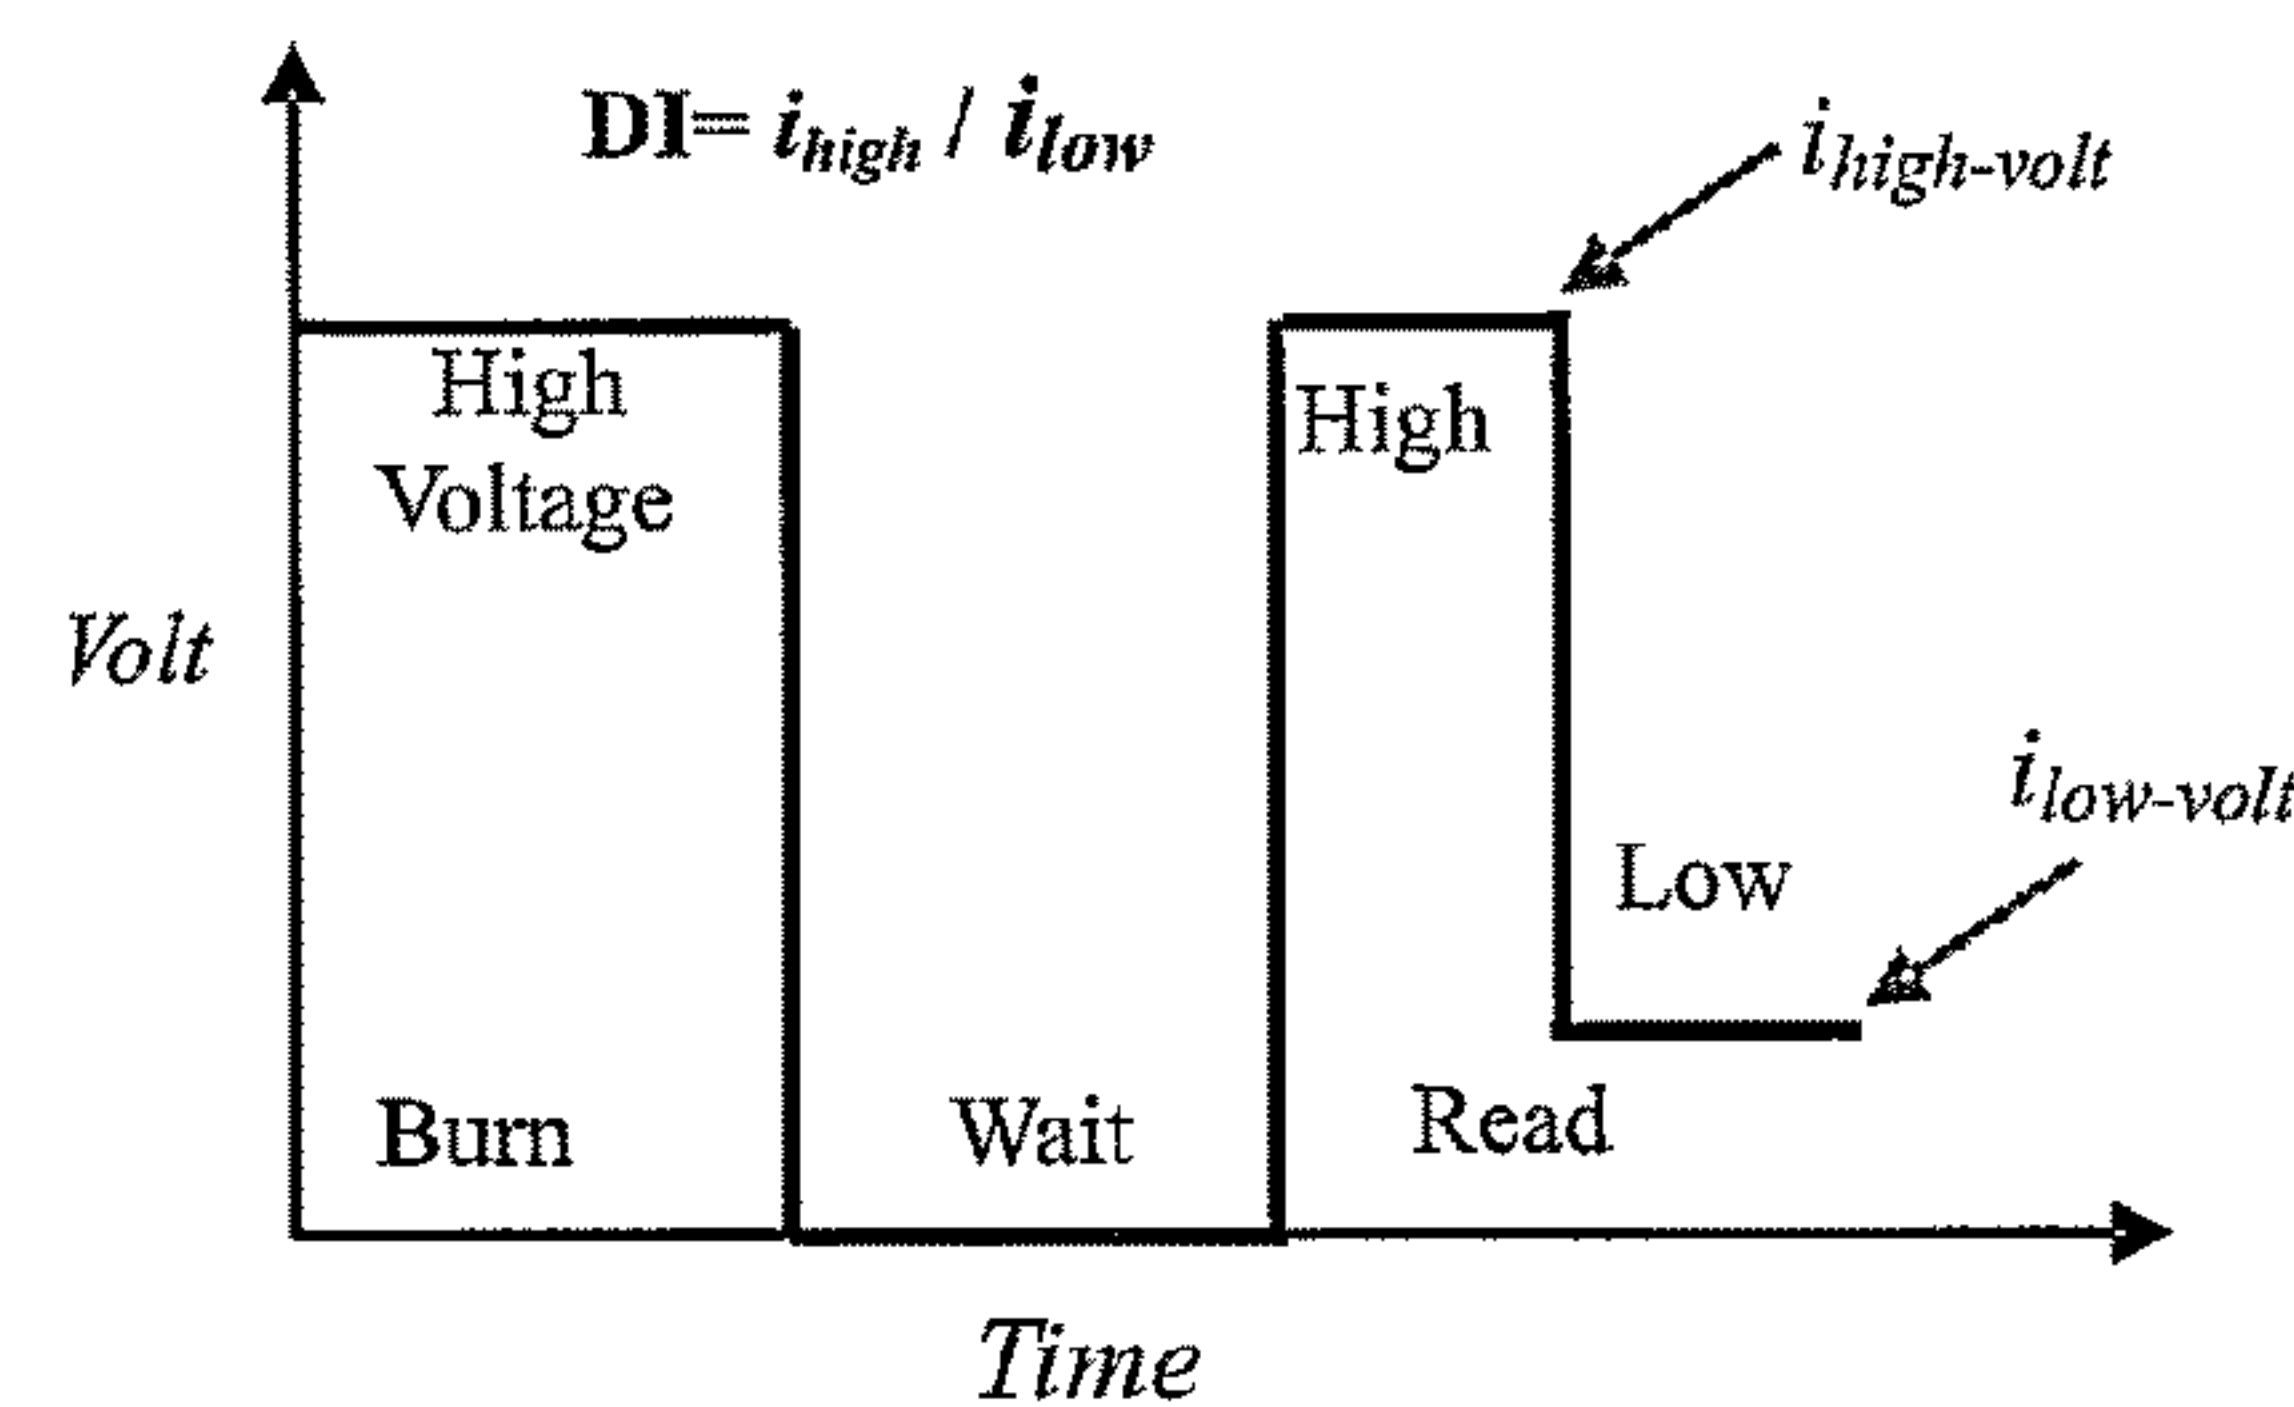 DI= i_high / i_low
i_high-volt
High
Voltage
High
Volt
i_low-volt
Low
Burn
Wait
Read
Time